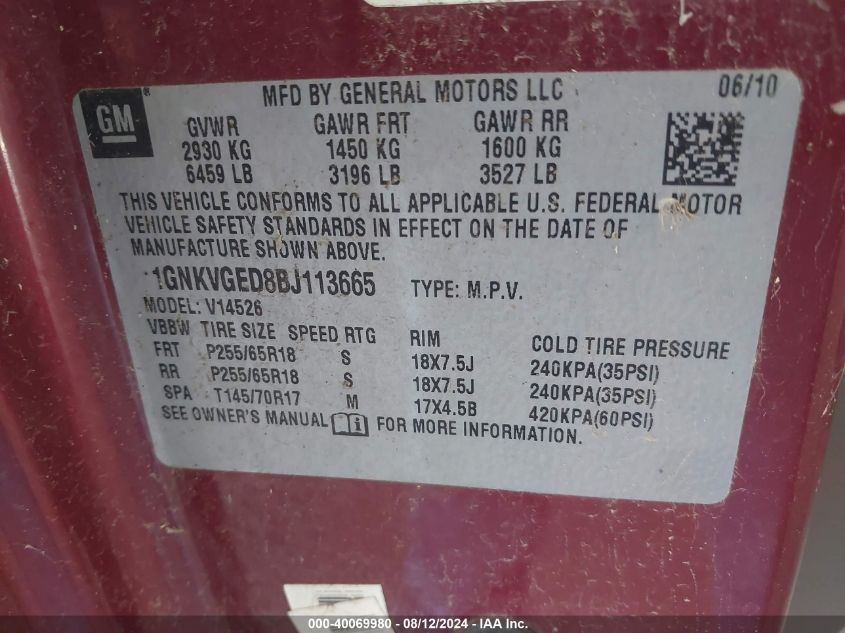 GM
MFD BY GENERAL MOTORS LLC 06/10
GVWR GAWR FRT GAWR RR
2930 KG 1450 KG 1600 KG
6459 LB 3196 LB 3527 LB
THIS VEHICLE CONFORMS TO ALL APPLICABLE U.S. FEDERAL MOTOR
VEHICLE SAFETY STANDARDS IN EFFECT ON THE DATE OF
MANUFACTURE SHOWN ABOVE.
1GNKVGED8BJ113665 TYPE: M.P.V.
MODEL: V14526
VBBW TIRE SIZE SPEED RTG RIM COLD TIRE PRESSURE
FRT P255/65R18 S 18X7.5J 240KPA(35PSI)
RR P255/65R18 S 18X7.5J 240KPA(35PSI)
SPA T145/70R17 M 17X4.5B 420KPA(60PSI)
SEE OWNER'S MANUAL FOR MORE INFORMATION.
000-40069980 - 08/12/2024 - IAA Inc.